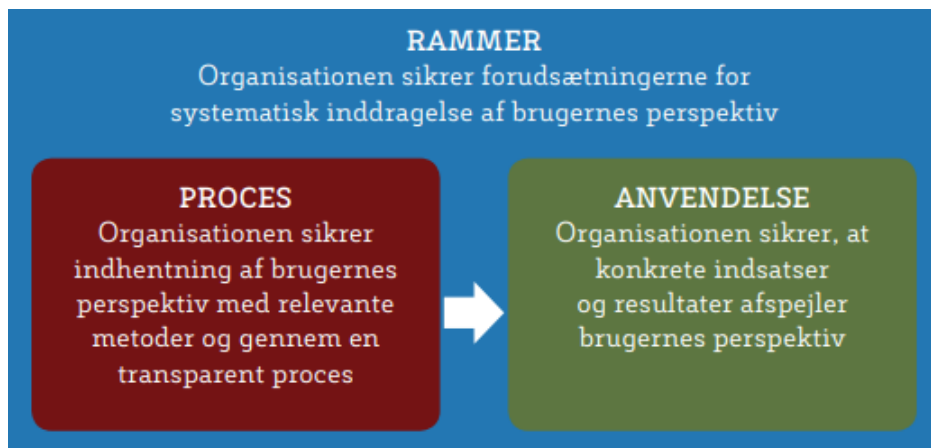 RAMMER
Organisationen sikrer forudsætningerne for
systematisk inddragelse af brugernes perspektiv
PROCES
Organisationen sikrer
indhentning af brugernes
perspektiv med relevante
metoder og gennem en
transparent proces
ANVENDELSE
Organisationen sikrer, at
konkrete indsatser
og resultater afspejler
brugernes perspektiv